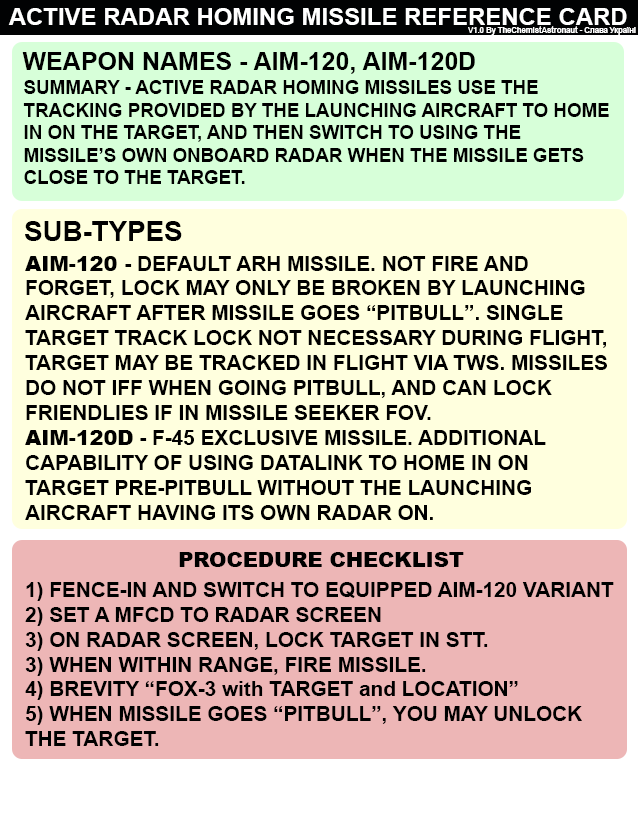 ACTIVE RADAR HOMING MISSILE REFERENCE CARD
V1.0 By TheChemistAstronaut - Слава Україні
WEAPON NAMES - AIM-120, AIM-120D
SUMMARY - ACTIVE RADAR HOMING MISSILES USE THE
TRACKING PROVIDED BY THE LAUNCHING AIRCRAFT TO HOME
IN ON THE TARGET, AND THEN SWITCH TO USING THE
MISSILE’S OWN ONBOARD RADAR WHEN THE MISSILE GETS
CLOSE TO THE TARGET.
SUB-TYPES
AIM-120 - DEFAULT ARH MISSILE. NOT FIRE AND
FORGET, LOCK MAY ONLY BE BROKEN BY LAUNCHING
AIRCRAFT AFTER MISSILE GOES “PITBULL”. SINGLE
TARGET TRACK LOCK NOT NECESSARY DURING FLIGHT,
TARGET MAY BE TRACKED IN FLIGHT VIA TWS. MISSILES
DO NOT IFF WHEN GOING PITBULL, AND CAN LOCK
FRIENDLIES IF IN MISSILE SEEKER FOV.
AIM-120D - F-45 EXCLUSIVE MISSILE. ADDITIONAL
CAPABILITY OF USING DATALINK TO HOME IN ON
TARGET PRE-PITBULL WITHOUT THE LAUNCHING
AIRCRAFT HAVING ITS OWN RADAR ON.
PROCEDURE CHECKLIST
1) FENCE-IN AND SWITCH TO EQUIPPED AIM-120 VARIANT
2) SET A MFCD TO RADAR SCREEN
3) ON RADAR SCREEN, LOCK TARGET IN STT.
3) WHEN WITHIN RANGE, FIRE MISSILE.
4) BREVITY “FOX-3 with TARGET and LOCATION”
5) WHEN MISSILE GOES “PITBULL”, YOU MAY UNLOCK
THE TARGET.